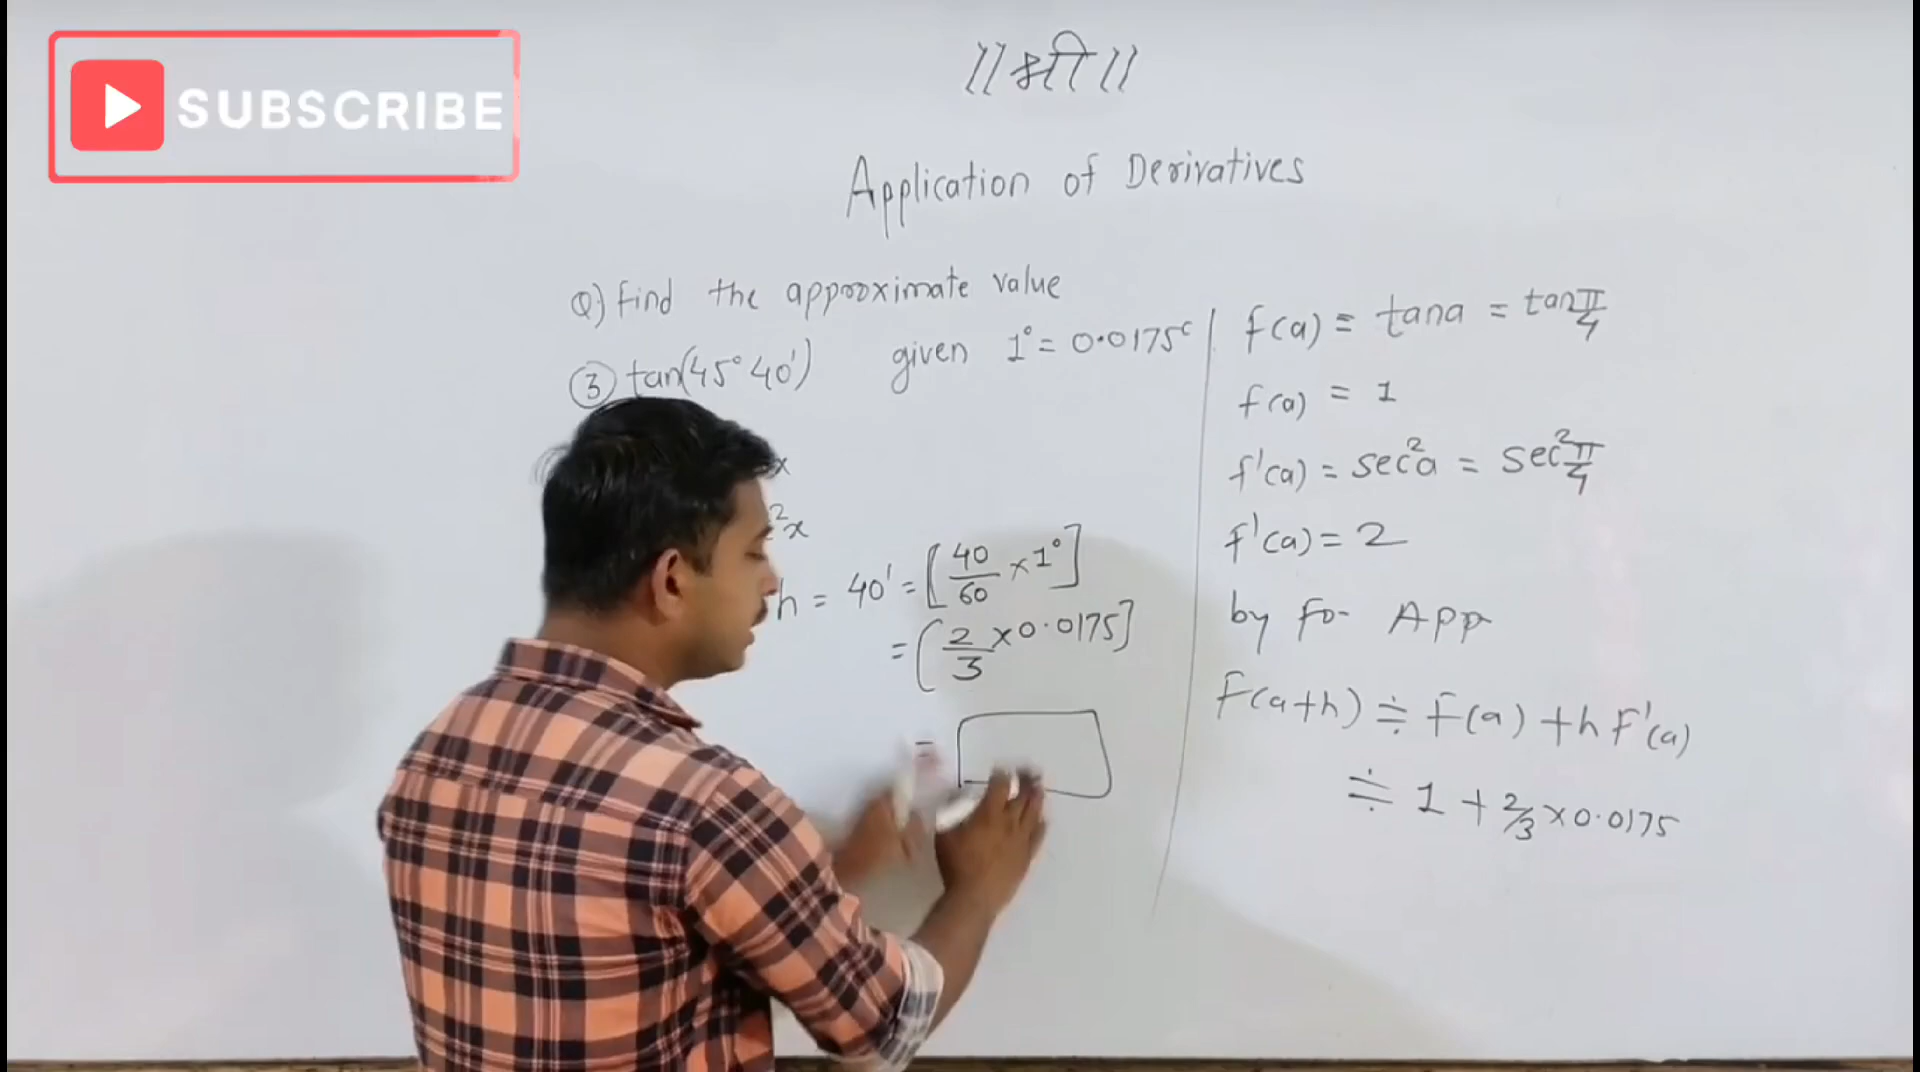 SUBSCRIBE
॥ श्री ॥
Application of Derivatives
Q) Find the approximate value
③ tan(45° 40') given 1° = 0.0175ᶜ
x
²x
h = 40' = [40/60 × 1°]
= (2/3 × 0.0175]
=
f(a) = tana = tan π/4
f(a) = 1
f'(a) = sec²a = sec² π/4
f'(a) = 2
by Fo- App
F(a+h) ≑ f(a) + h F'(a)
≑ 1 + 2/3 × 0.0175